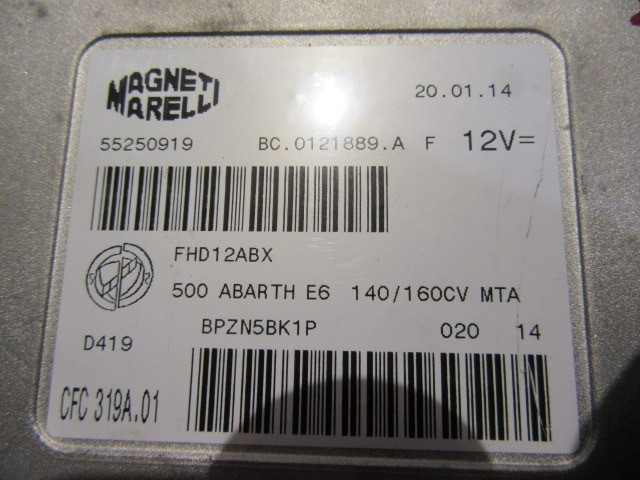 MAGNETI
MARELLI
20.01.14
55250919 BC.0121889.A F 12V=
FHD12ABX
500 ABARTH E6 140/160CV MTA
D419 BPZN5BK1P 020 14
CFC 319A.01